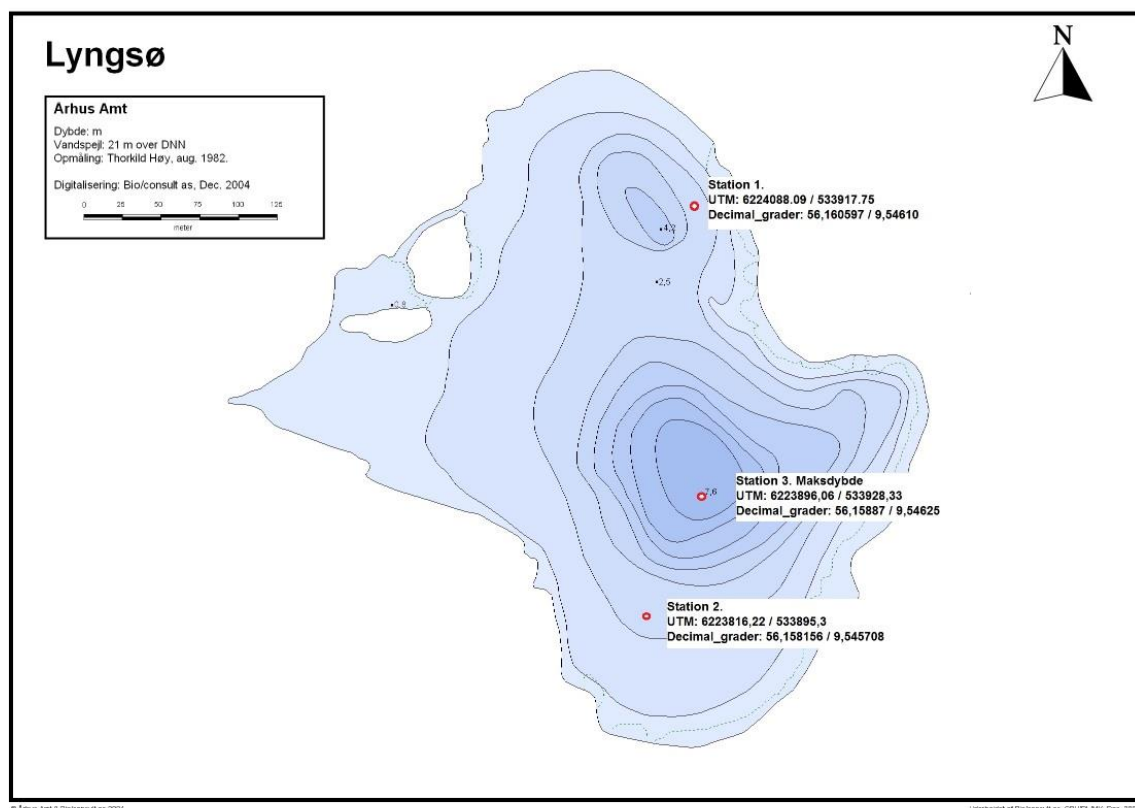 Lyngsø
N
Arhus Amt
Dybde: m
Vandspejl: 21 m over DNN
Opmåling: Thorkild Høy, aug. 1982.
Digitalisering: Bio/consult as, Dec. 2004
0 25 50 75 100 125
meter
Station 1.
UTM: 6224088.09 / 533917.75
Decimal_grader: 56,160597 / 9,54610
4,2
2,5
0,8
Station 3. Maksdybde
UTM: 6223896,06 / 533928,33
Decimal_grader: 56,15887 / 9,54625
7,6
Station 2.
UTM: 6223816,22 / 533895,3
Decimal_grader: 56,158156 / 9,545708